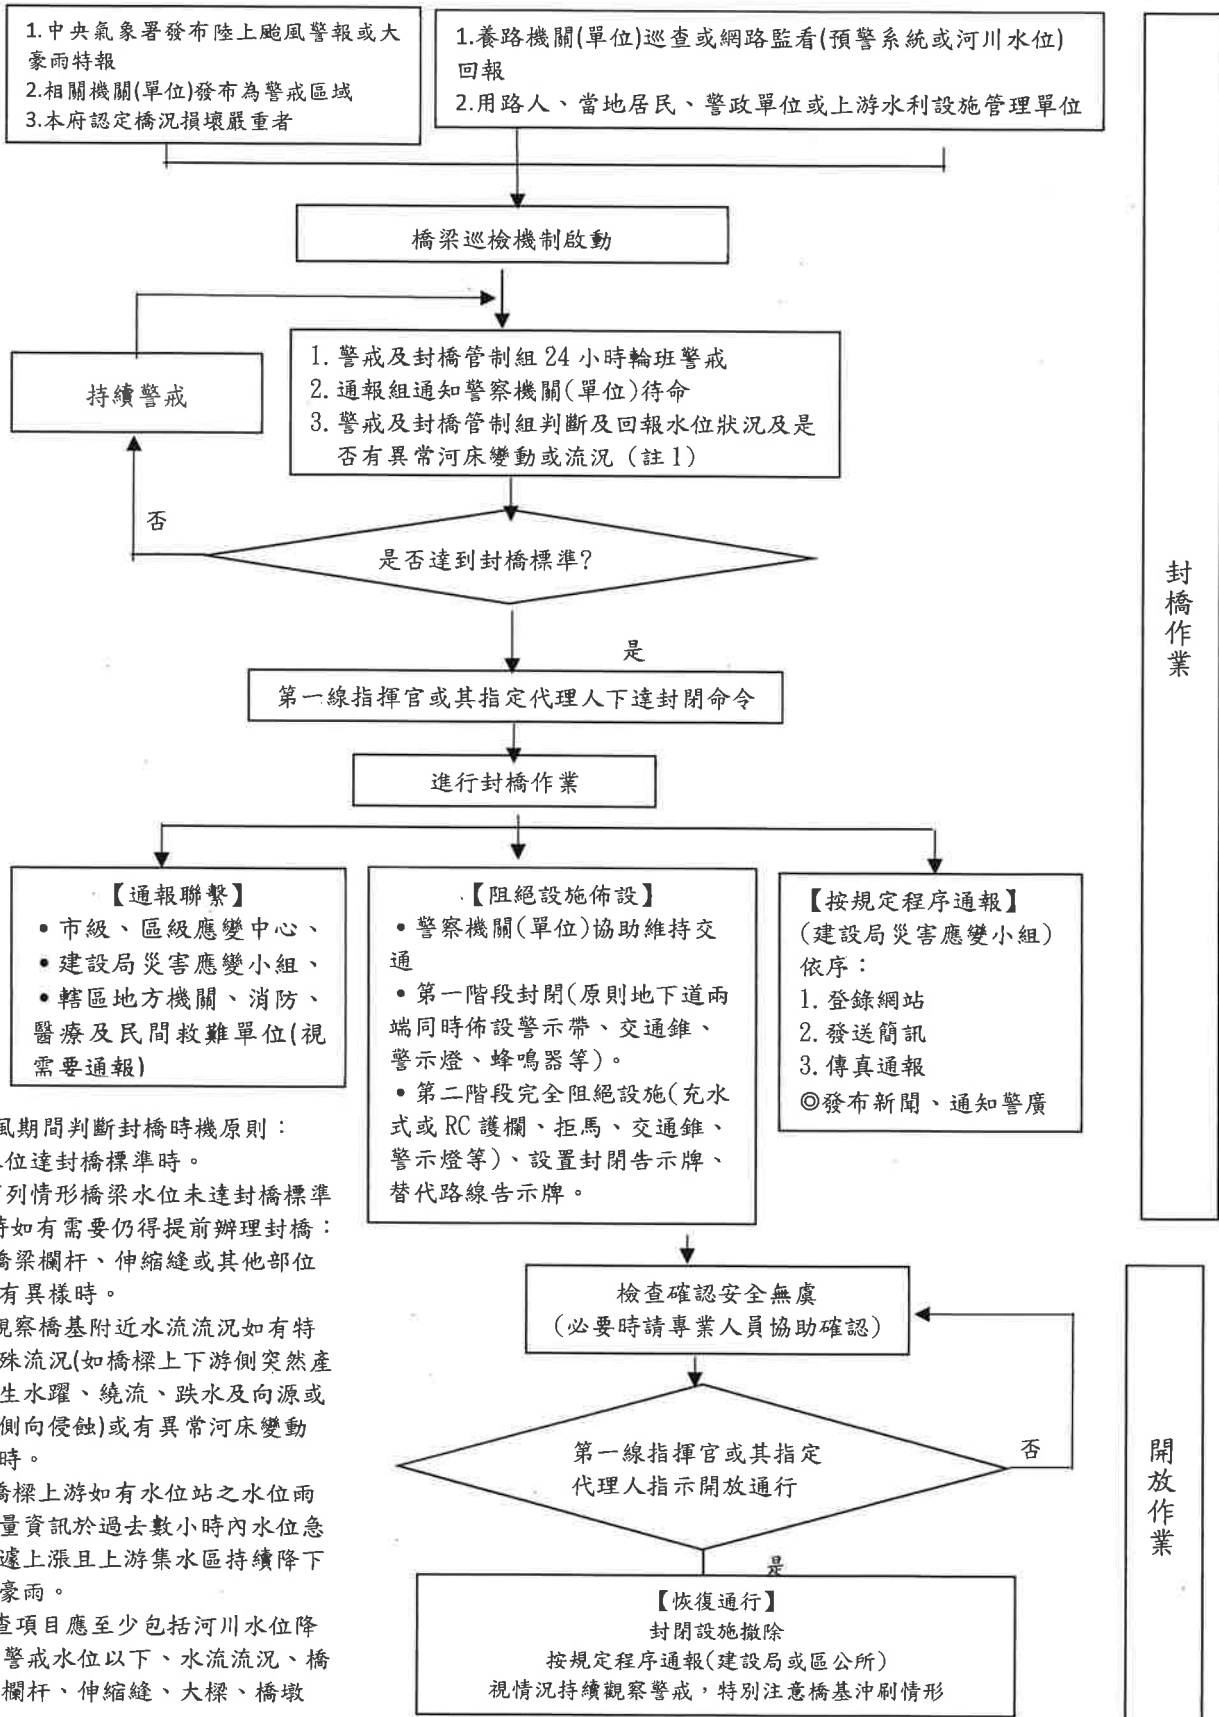 1.中央氣象署發布陸上颱風警報或大
豪雨特報
2.相關機關(單位)發布為警戒區域
3.本府認定橋況損壞嚴重者
1.養路機關(單位)巡查或網路監看(預警系統或河川水位)
回報
2.用路人、當地居民、警政單位或上游水利設施管理單位
橋梁巡檢機制啟動
持續警戒
1. 警戒及封橋管制組 24 小時輪班警戒
2. 通報組通知警察機關(單位)待命
3. 警戒及封橋管制組判斷及回報水位狀況及是
否有異常河床變動或流況（註 1）
否
是否達到封橋標準?
是
第一線指揮官或其指定代理人下達封閉命令
進行封橋作業
【通報聯繫】
• 市級、區級應變中心、
• 建設局災害應變小組、
• 轄區地方機關、消防、
醫療及民間救難單位(視
需要通報)
【阻絕設施佈設】
• 警察機關(單位)協助維持交
通
• 第一階段封閉(原則地下道兩
端同時佈設警示帶、交通錐、
警示燈、蜂鳴器等)。
• 第二階段完全阻絕設施(充水
式或 RC 護欄、拒馬、交通錐、
警示燈等)、設置封閉告示牌、
替代路線告示牌。
【按規定程序通報】
(建設局災害應變小組)
依序：
1. 登錄網站
2. 發送簡訊
3. 傳真通報
◎發布新聞、通知警廣
封橋作業
風期間判斷封橋時機原則：
水位達封橋標準時。
下列情形橋梁水位未達封橋標準
時如有需要仍得提前辦理封橋：
橋梁欄杆、伸縮縫或其他部位
有異樣時。
觀察橋基附近水流流況如有特
殊流況(如橋樑上下游側突然產
生水躍、繞流、跌水及向源或
側向侵蝕)或有異常河床變動
時。
橋樑上游如有水位站之水位雨
量資訊於過去數小時內水位急
遽上漲且上游集水區持續降下
豪雨。
查項目應至少包括河川水位降
警戒水位以下、水流流況、橋
欄杆、伸縮縫、大樑、橋墩
檢查確認安全無虞
(必要時請專業人員協助確認)
第一線指揮官或其指定
代理人指示開放通行
否
是
【恢復通行】
封閉設施撤除
按規定程序通報(建設局或區公所)
視情況持續觀察警戒，特別注意橋基沖刷情形
開放作業